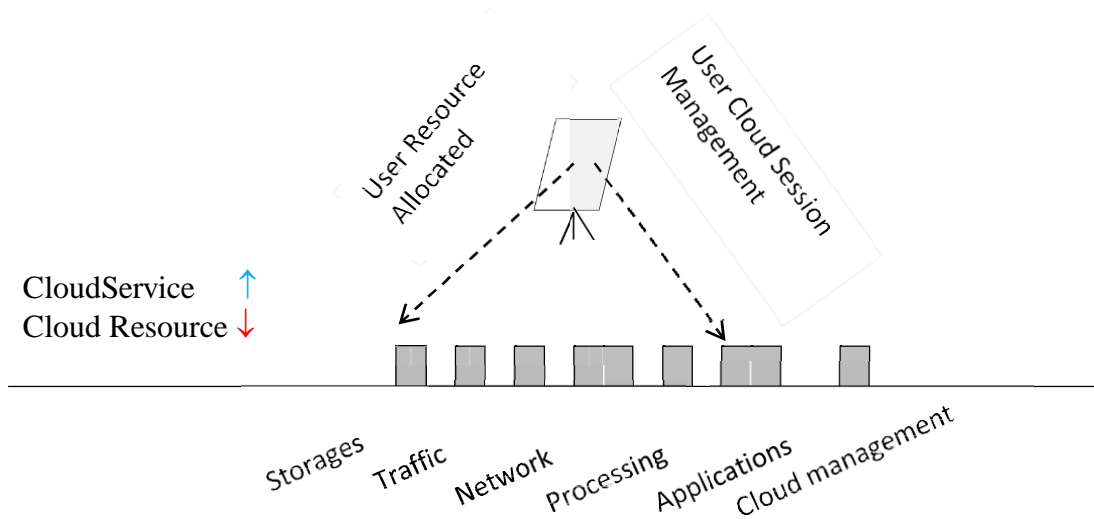 User Resource
Allocated
User Cloud Session
Management
CloudService ↑
Cloud Resource ↓
Storages
Traffic
Network
Processing
Applications
Cloud management